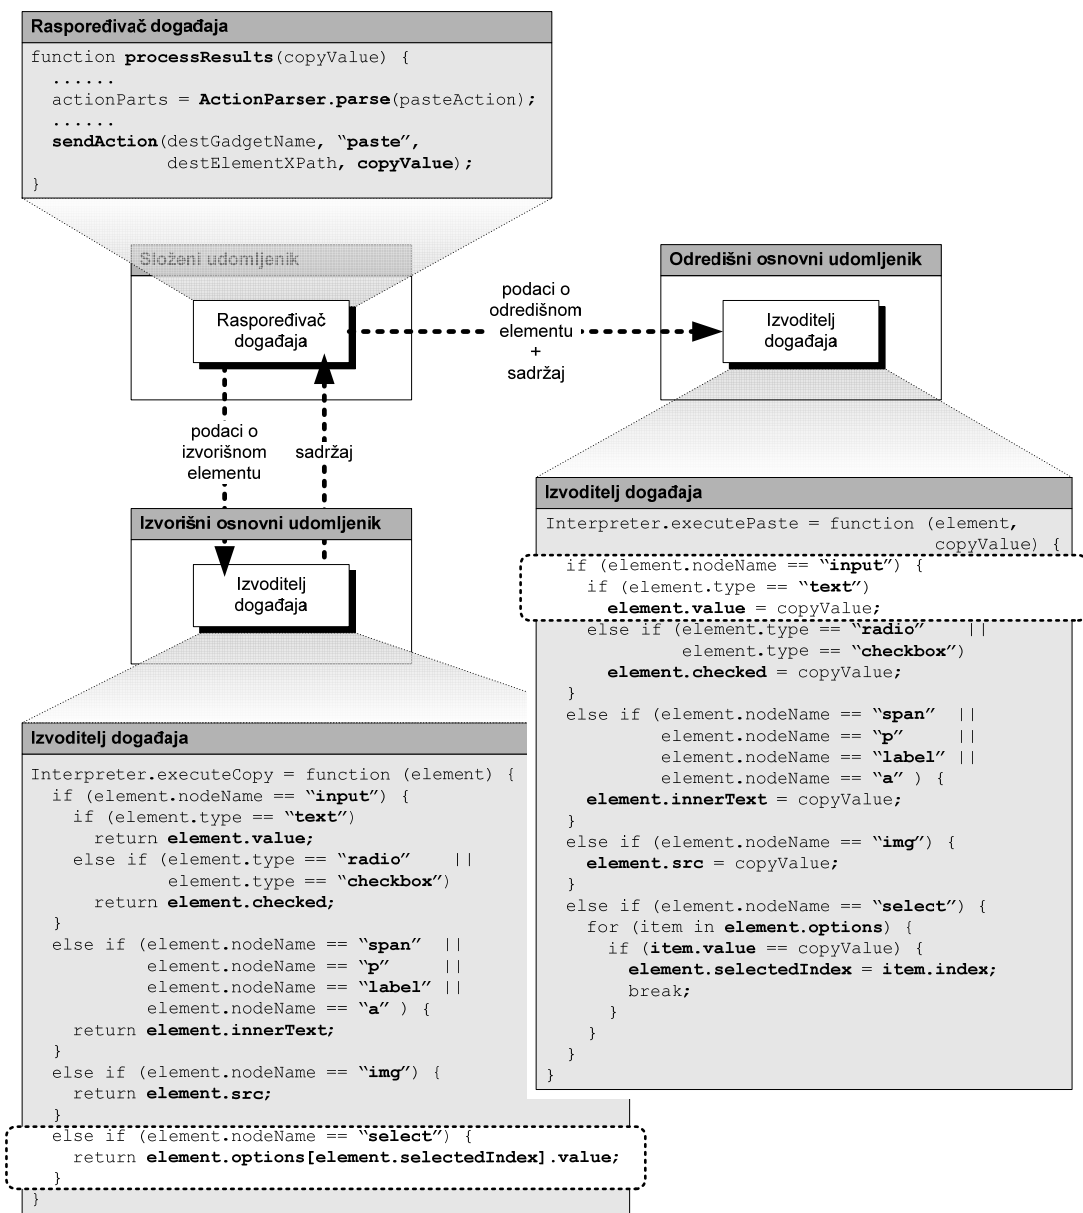 Raspoređivač događaja
function processResults(copyValue) {
......
actionParts = ActionParser.parse(pasteAction);
......
sendAction(destGadgetName, “paste”,
destElementXPath, copyValue);
}
Složeni udomljenik
Raspoređivač
događaja
podaci o
odredišnom
elementu
+
sadržaj
Odredišni osnovni udomljenik
Izvoditelj
događaja
podaci o
izvorišnom
elementu
sadržaj
Izvorišni osnovni udomljenik
Izvoditelj
događaja
Izvoditelj događaja
Interpreter.executePaste = function (element,
copyValue) {
if (element.nodeName == “input”) {
if (element.type == “text”)
element.value = copyValue;
else if (element.type == “radio” ||
element.type == “checkbox”)
element.checked = copyValue;
}
else if (element.nodeName == “span” ||
element.nodeName == “p” ||
element.nodeName == “label” ||
element.nodeName == “a” ) {
element.innerText = copyValue;
}
else if (element.nodeName == “img”) {
element.src = copyValue;
}
else if (element.nodeName == “select”) {
for (item in element.options) {
if (item.value == copyValue) {
element.selectedIndex = item.index;
break;
}
}
}
}
Izvoditelj događaja
Interpreter.executeCopy = function (element) {
if (element.nodeName == “input”) {
if (element.type == “text”)
return element.value;
else if (element.type == “radio” ||
element.type == “checkbox”)
return element.checked;
}
else if (element.nodeName == “span” ||
element.nodeName == “p” ||
element.nodeName == “label” ||
element.nodeName == “a” ) {
return element.innerText;
}
else if (element.nodeName == “img”) {
return element.src;
}
else if (element.nodeName == “select”) {
return element.options[element.selectedIndex].value;
}
}